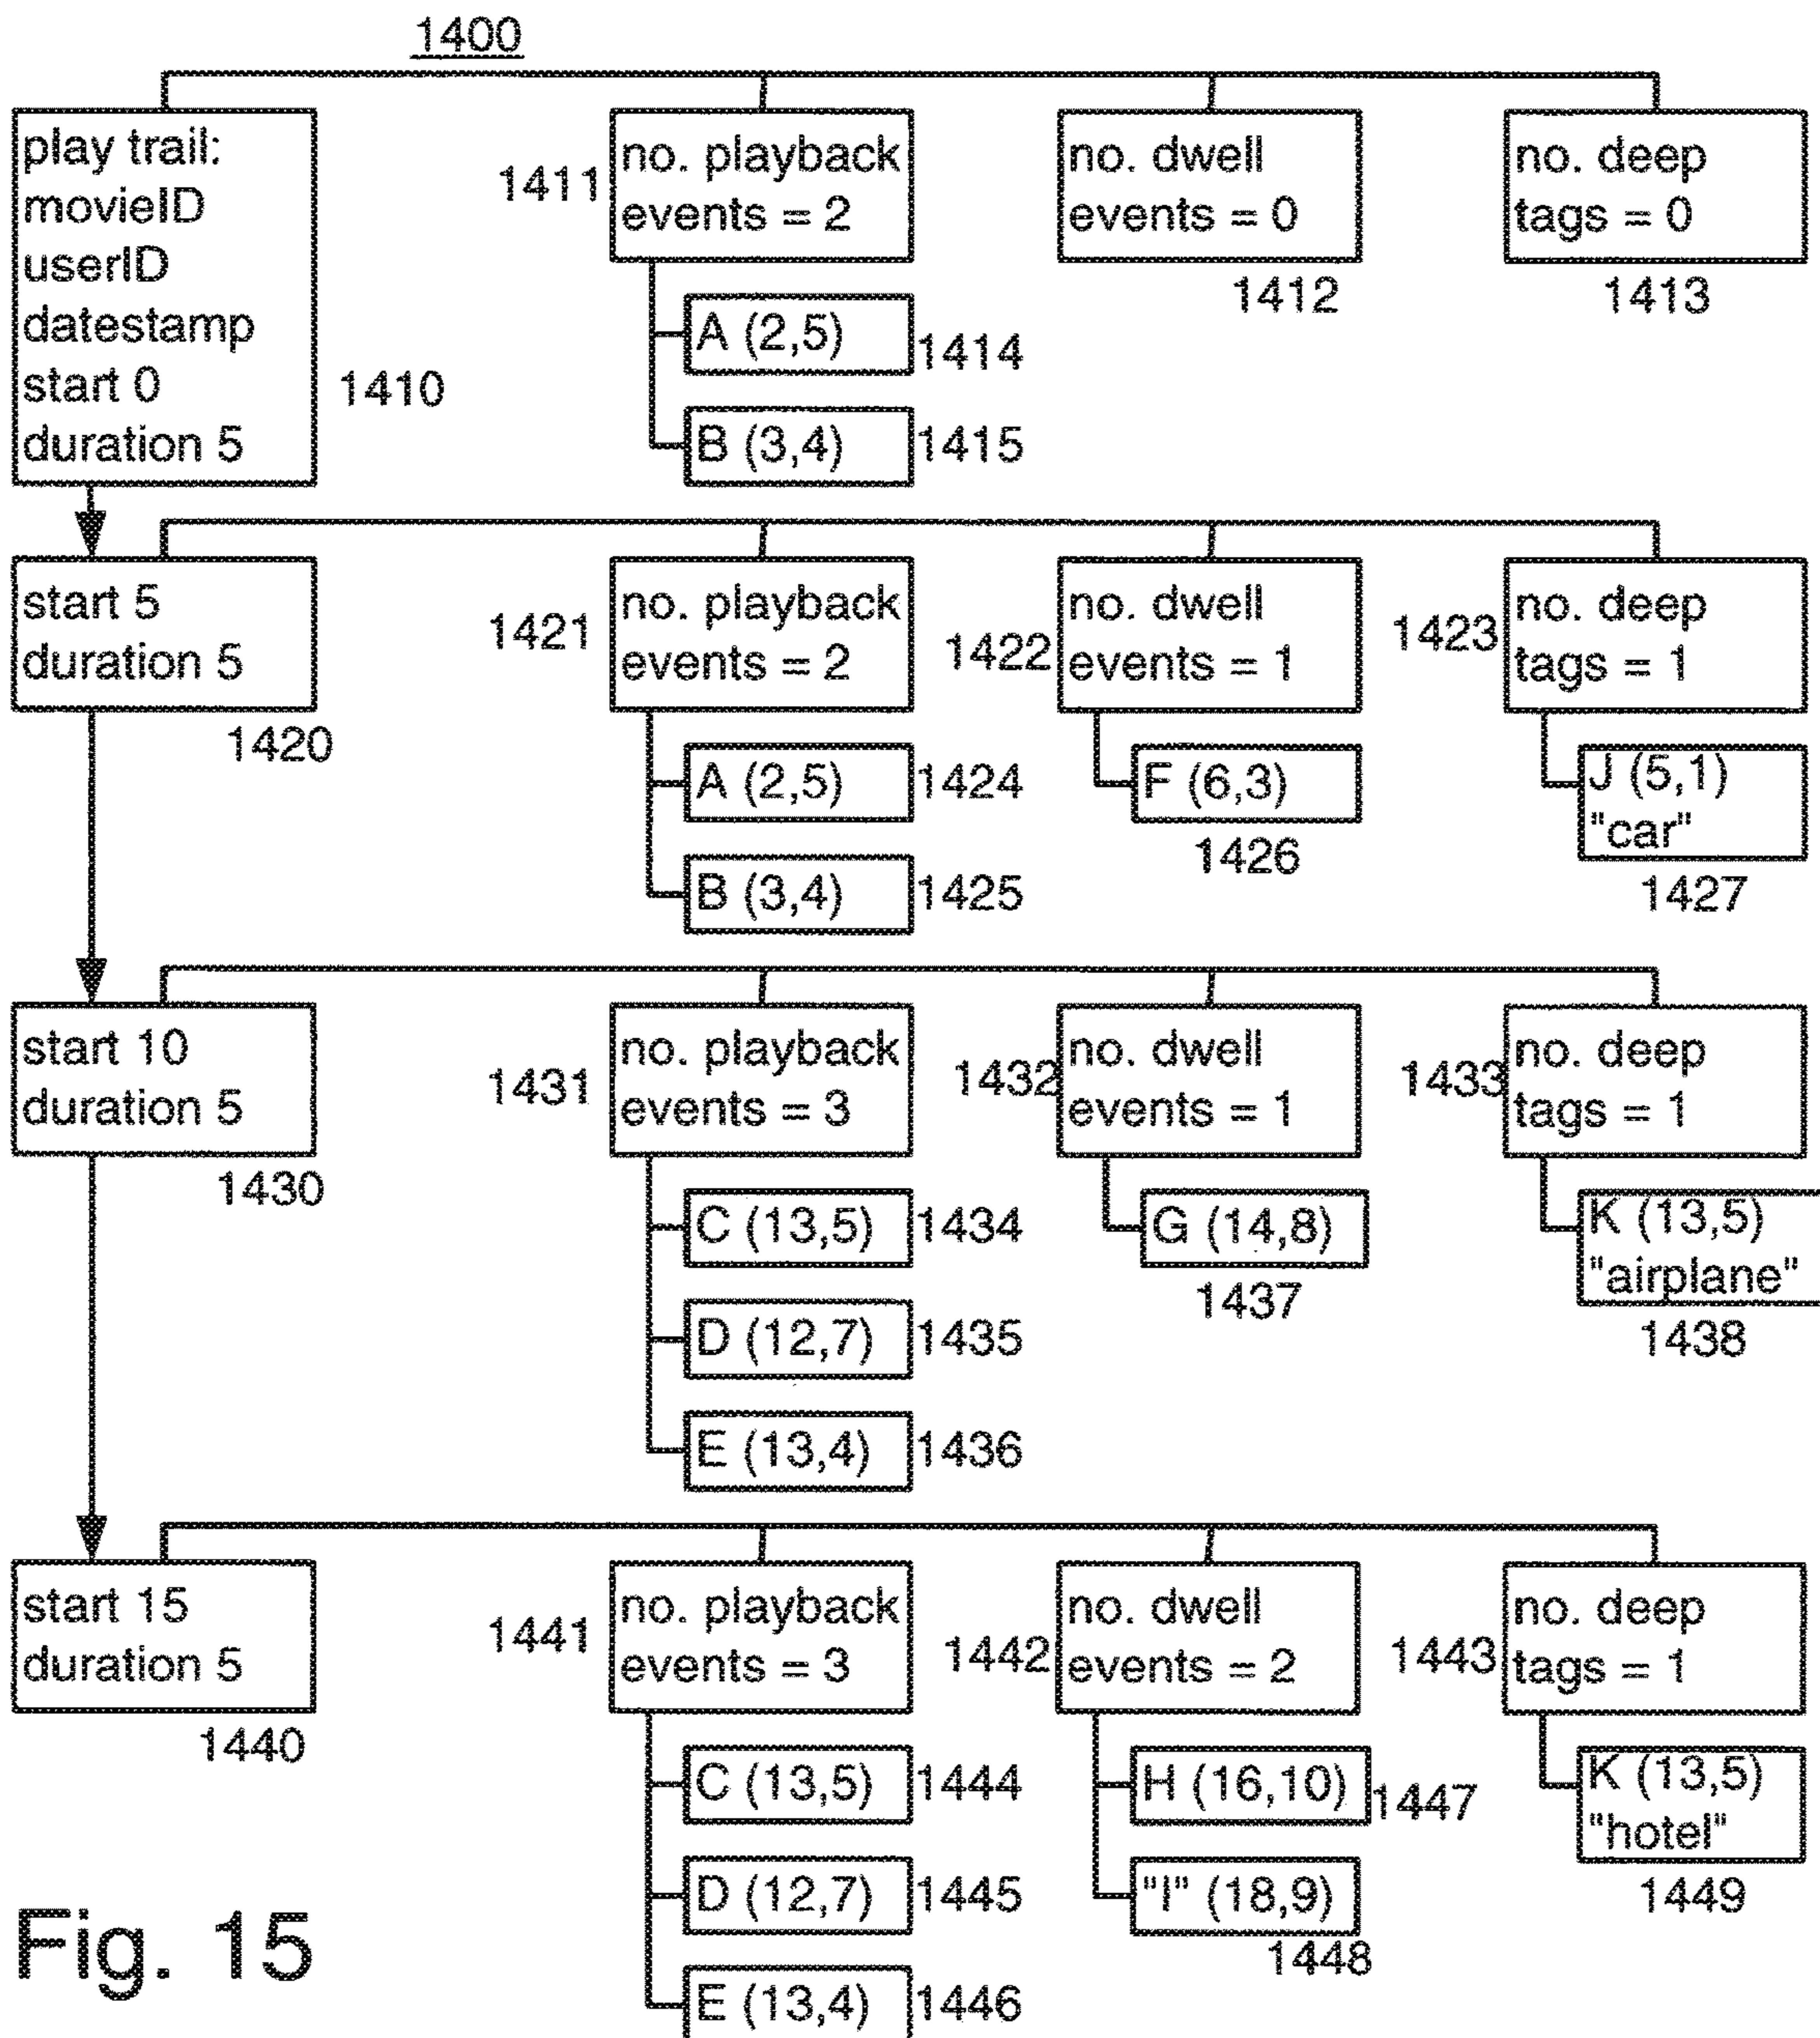 1400
play trail:
movieID
userID
datestamp
start 0
duration 5
1410
1411
no. playback
events = 2
A (2,5)
1414
B (3,4)
1415
no. dwell
events = 0
1412
no. deep
tags = 0
1413
start 5
duration 5
1420
1421
no. playback
events = 2
A (2,5)
1424
B (3,4)
1425
1422
no. dwell
events = 1
F (6,3)
1426
1423
no. deep
tags = 1
J (5,1)
"car"
1427
start 10
duration 5
1430
1431
no. playback
events = 3
C (13,5)
1434
D (12,7)
1435
E (13,4)
1436
1432
no. dwell
events = 1
G (14,8)
1437
1433
no. deep
tags = 1
K (13,5)
"airplane"
1438
start 15
duration 5
1440
1441
no. playback
events = 3
C (13,5)
1444
D (12,7)
1445
E (13,4)
1446
1442
no. dwell
events = 2
H (16,10)
1447
"I" (18,9)
1448
1443
no. deep
tags = 1
K (13,5)
"hotel"
1449
Fig. 15